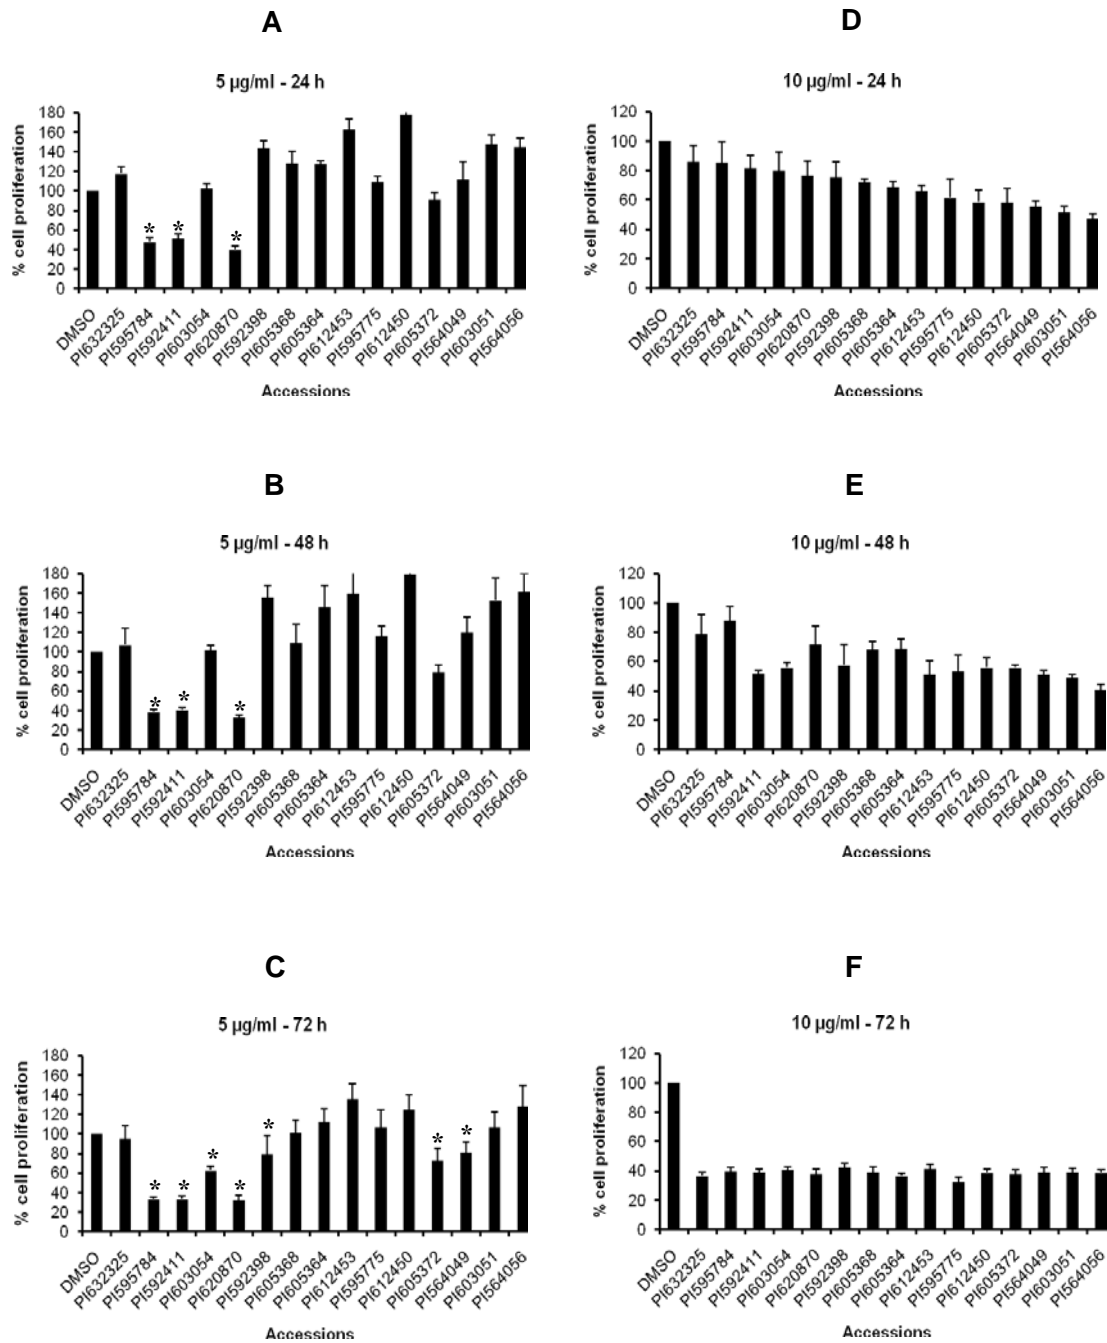 A
5 µg/ml - 24 h
% cell proliferation
180
160
140
120
100
80
60
40
20
0
* * *
DMSO
PI632325
PI595784
PI592411
PI603054
PI620870
PI592398
PI605368
PI605364
PI612453
PI595775
PI612450
PI605372
PI564049
PI603051
PI564056
Accessions
D
10 µg/ml - 24 h
% cell proliferation
120
100
80
60
40
20
0
DMSO
PI632325
PI595784
PI592411
PI603054
PI620870
PI592398
PI605368
PI605364
PI612453
PI595775
PI612450
PI605372
PI564049
PI603051
PI564056
Accessions
B
5 µg/ml - 48 h
% cell proliferation
180
160
140
120
100
80
60
40
20
0
* * *
DMSO
PI632325
PI595784
PI592411
PI603054
PI620870
PI592398
PI605368
PI605364
PI612453
PI595775
PI612450
PI605372
PI564049
PI603051
PI564056
Accessions
E
10 µg/ml - 48 h
% cell proliferation
120
100
80
60
40
20
0
DMSO
PI632325
PI595784
PI592411
PI603054
PI620870
PI592398
PI605368
PI605364
PI612453
PI595775
PI612450
PI605372
PI564049
PI603051
PI564056
Accessions
C
5 µg/ml - 72 h
% cell proliferation
180
160
140
120
100
80
60
40
20
0
* * * * * * *
DMSO
PI632325
PI595784
PI592411
PI603054
PI620870
PI592398
PI605368
PI605364
PI612453
PI595775
PI612450
PI605372
PI564049
PI603051
PI564056
Accessions
F
10 µg/ml - 72 h
% cell proliferation
120
100
80
60
40
20
0
DMSO
PI632325
PI595784
PI592411
PI603054
PI620870
PI592398
PI605368
PI605364
PI612453
PI595775
PI612450
PI605372
PI564049
PI603051
PI564056
Accessions